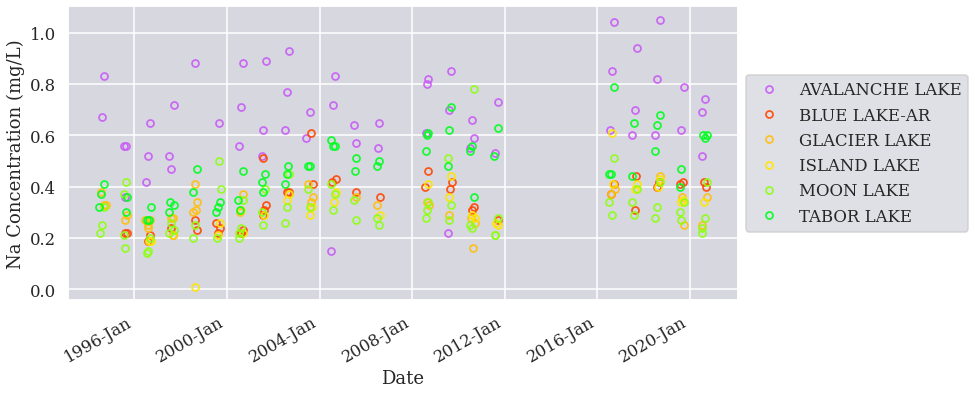 Na Concentration (mg/L)
1.0
0.8
0.6
0.4
0.2
0.0
1996-Jan
2000-Jan
2004-Jan
2008-Jan
2012-Jan
2016-Jan
2020-Jan
Date
AVALANCHE LAKE
BLUE LAKE-AR
GLACIER LAKE
ISLAND LAKE
MOON LAKE
TABOR LAKE